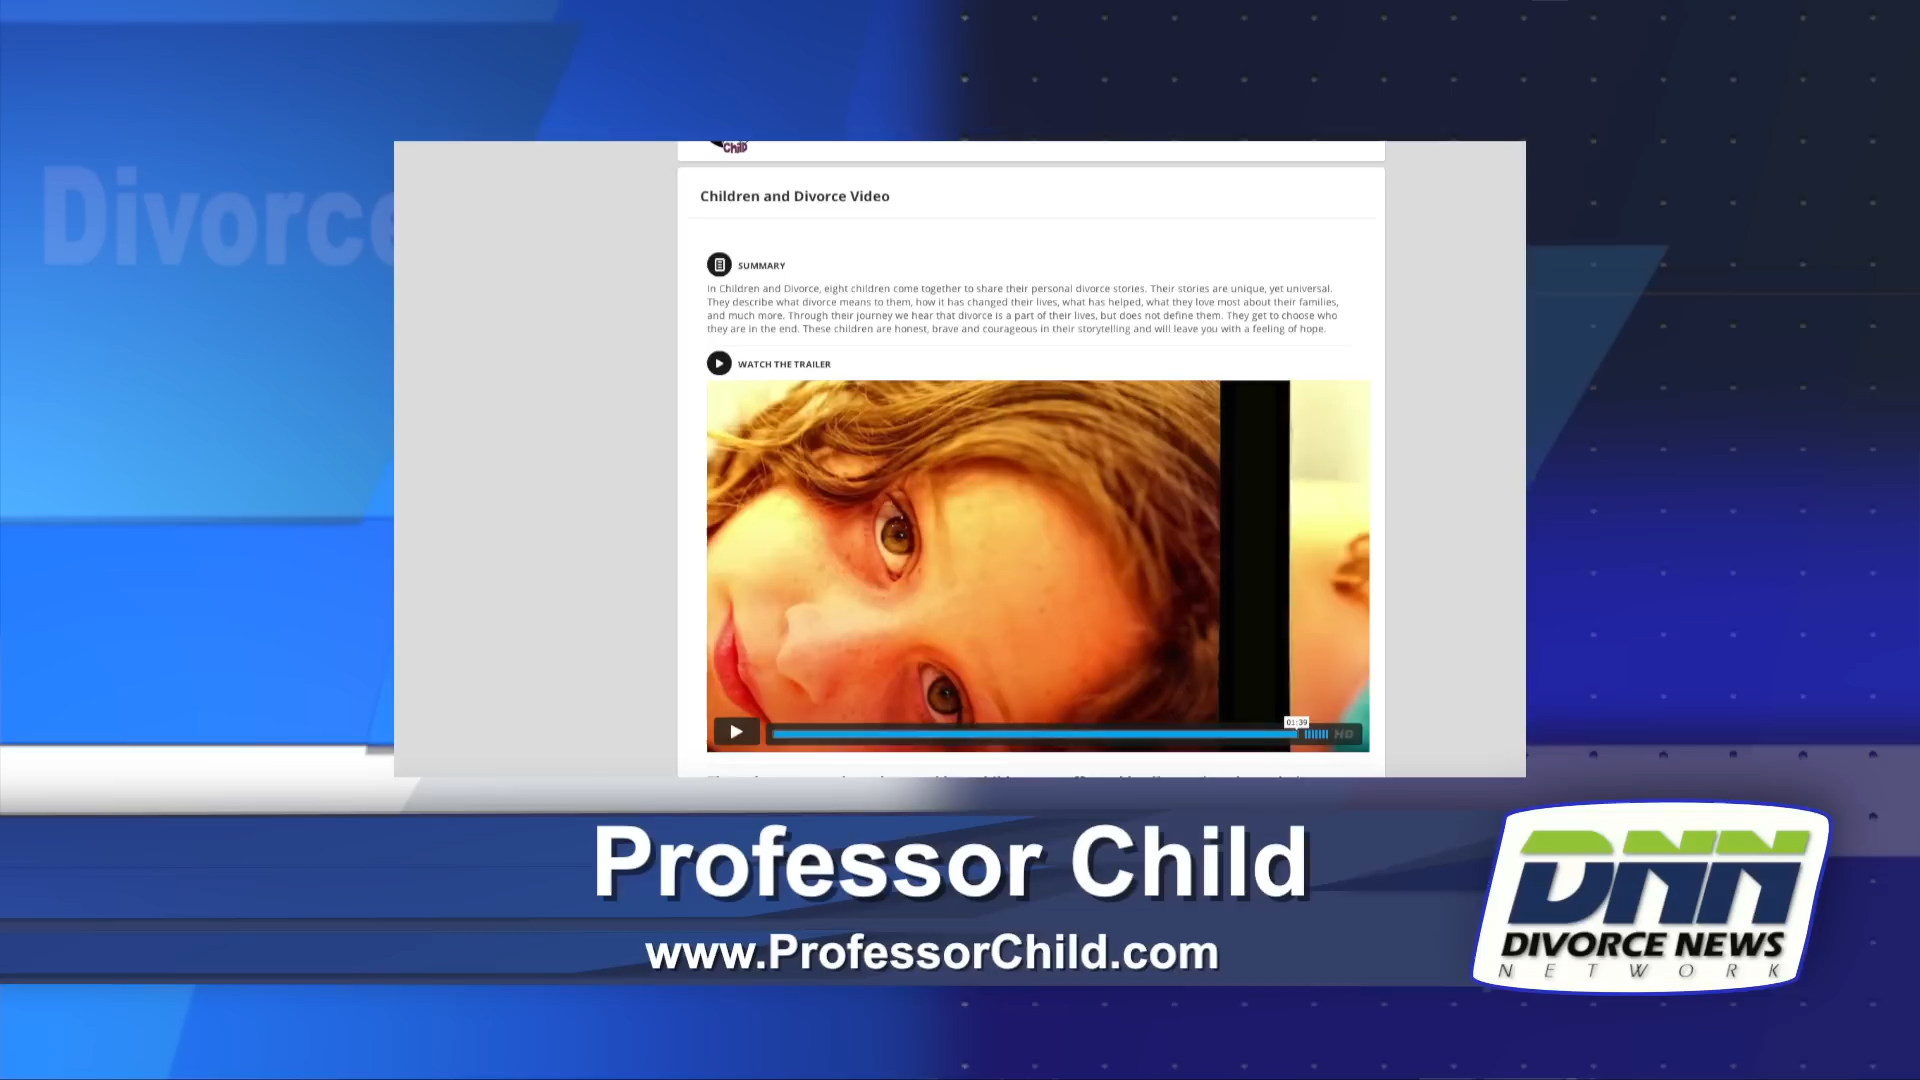 Divorce
Child
Children and Divorce Video
SUMMARY
In Children and Divorce, eight children come together to share their personal divorce stories. Their stories are unique, yet universal.
They describe what divorce means to them, how it has changed their lives, what has helped, what they love most about their families,
and much more. Through their journey we hear that divorce is a part of their lives, but does not define them. They get to choose who
they are in the end. These children are honest, brave and courageous in their storytelling and will leave you with a feeling of hope.
WATCH THE TRAILER
01:39
HD
Professor Child
www.ProfessorChild.com
DNN
DIVORCE NEWS
NETWORK